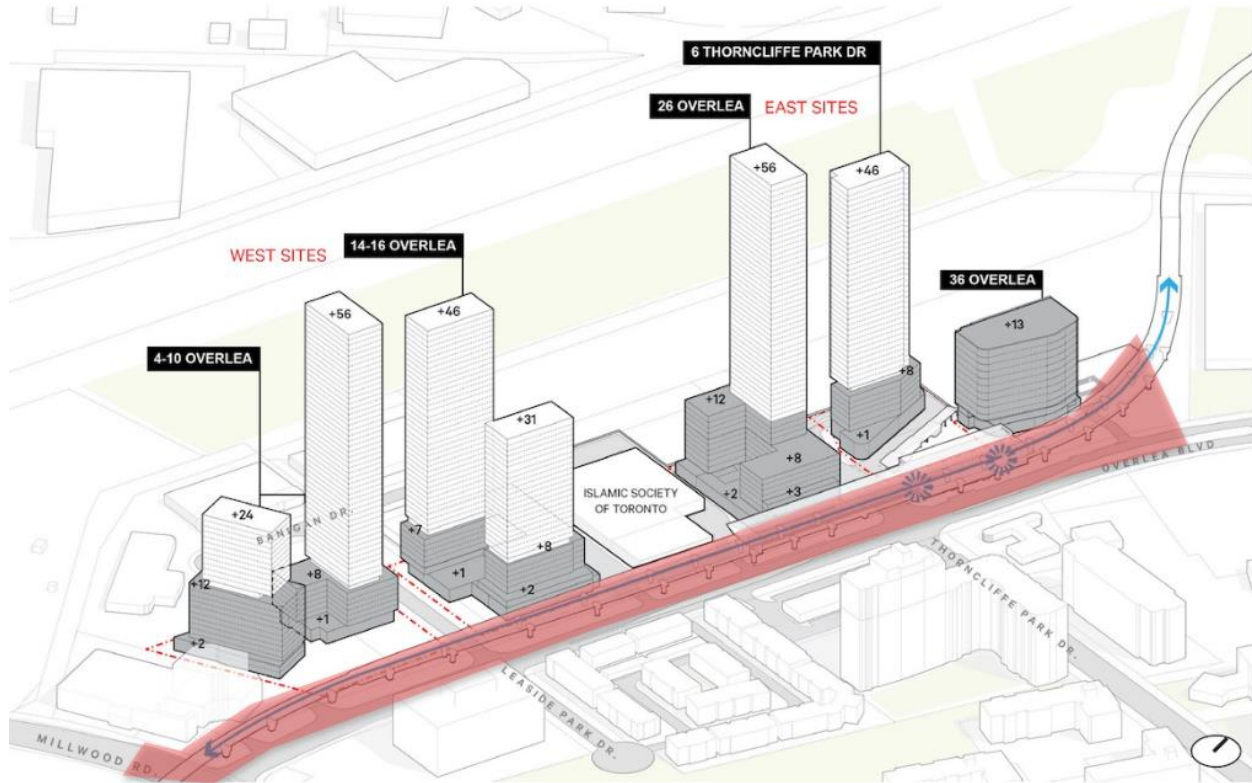 6 THORNCLIFFE PARK DR
26 OVERLEA
EAST SITES
+56
+46
14-16 OVERLEA
WEST SITES
36 OVERLEA
+56
+46
+13
4-10 OVERLEA
+8
+12
+31
+1
+8
OVERLEA BLVD
+2
+3
ISLAMIC SOCIETY
OF TORONTO
+24
BANIGAN DR.
+7
+8
+8
+1
+2
THORNCLIFFE PARK DR.
+12
+1
+2
LEASIDE PARK DR.
MILLWOOD RD.